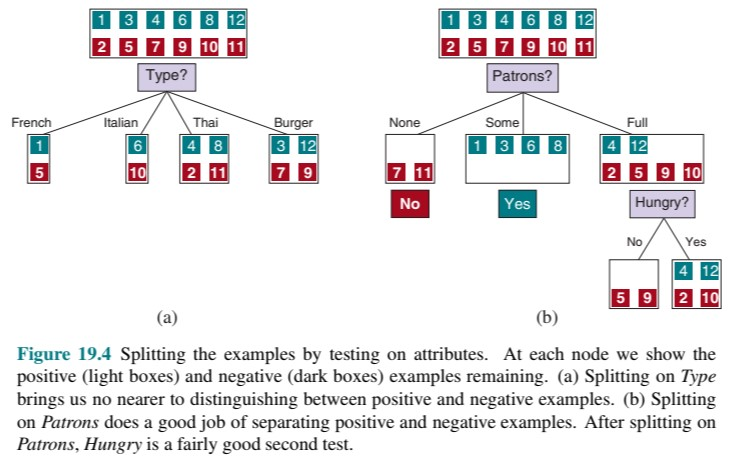 1 3 4 6 8 12 1 3 4 6 8 12
2 5 7 9 10 11 2 5 7 9 10 11
Type? Patrons?
French Italian Thai Burger None Some Full
1 6 4 8 3 12 1 3 6 8 4 12
5 10 2 11 7 9 7 11 2 5 9 10
No Yes Hungry?
No Yes
4 12
5 9 2 10
(a) (b)
Figure 19.4 Splitting the examples by testing on attributes. At each node we show the
positive (light boxes) and negative (dark boxes) examples remaining. (a) Splitting on Type
brings us no nearer to distinguishing between positive and negative examples. (b) Splitting
on Patrons does a good job of separating positive and negative examples. After splitting on
Patrons, Hungry is a fairly good second test.